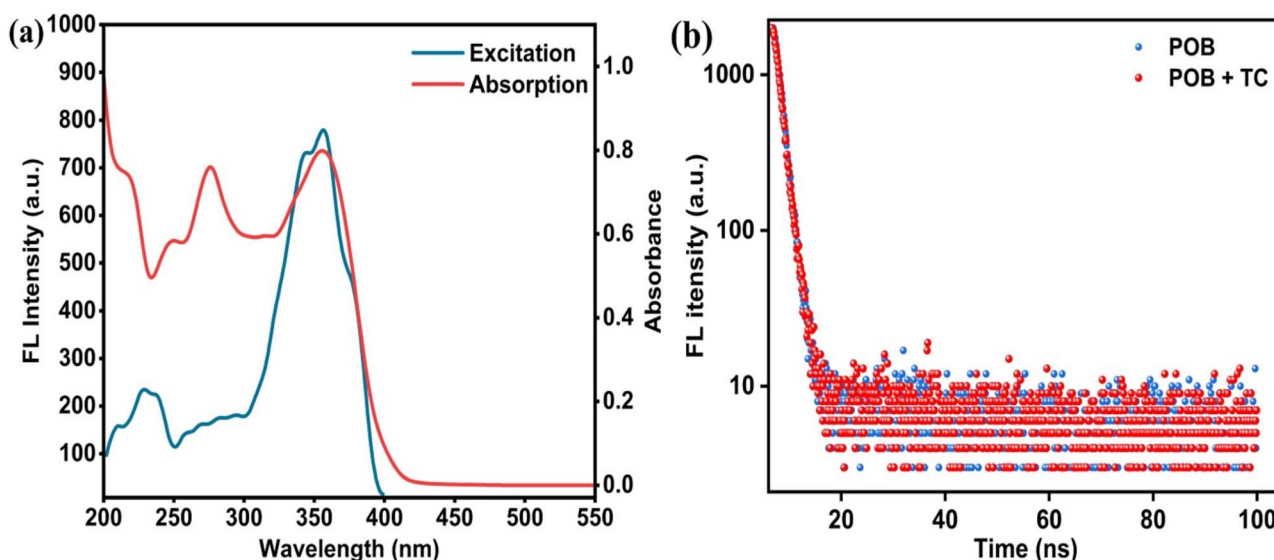 (a)
Excitation
Absorption
1000
900
800
700
600
500
400
300
200
100
FL Intensity (a.u.)
1.0
0.8
0.6
0.4
0.2
0.0
Absorbance
200 250 300 350 400 450 500 550
Wavelength (nm)
(b)
POB
POB + TC
1000
100
10
FL itensity (a.u.)
20 40 60 80 100
Time (ns)